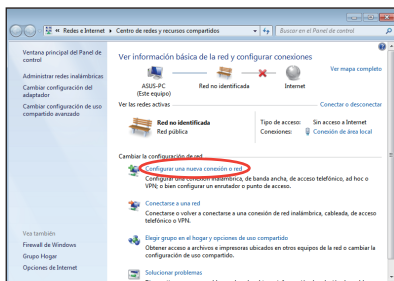 « Redes e Internet ▸ Centro de redes y recursos compartidos
Buscar en el Panel de control
Ventana principal del Panel de
control
Administrar redes inalámbricas
Cambiar configuración del
adaptador
Cambiar configuración de uso
compartido avanzado
Vea también
Firewall de Windows
Grupo Hogar
Opciones de Internet
Ver información básica de la red y configurar conexiones
Ver mapa completo
ASUS-PC
(Este equipo)
Red no identificada
Internet
Ver las redes activas
Conectar o desconectar
Red no identificada
Red pública
Tipo de acceso: Sin acceso a Internet
Conexiones: Conexión de área local
Cambiar la configuración de red
Configurar una nueva conexión o red
Configurar una conexión inalámbrica, de banda ancha, de acceso telefónico, ad hoc o
VPN; o bien configurar un enrutador o punto de acceso.
Conectarse a una red
Conectarse o volver a conectarse a una conexión de red inalámbrica, cableada, de acceso
telefónico o VPN.
Elegir grupo en el hogar y opciones de uso compartido
Obtener acceso a archivos e impresoras ubicados en otros equipos de la red o cambiar la
configuración de uso compartido.
Solucionar problemas